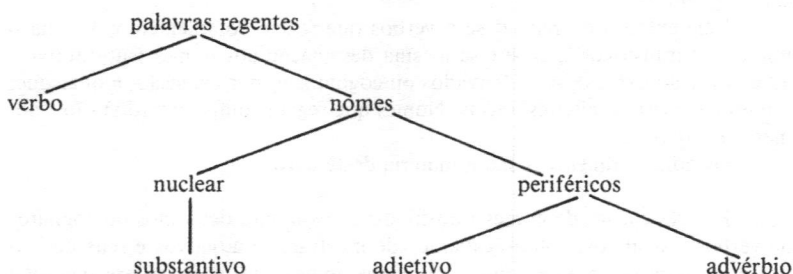 palavras regentes
verbo nomes
nuclear periféricos
substantivo adjetivo advérbio